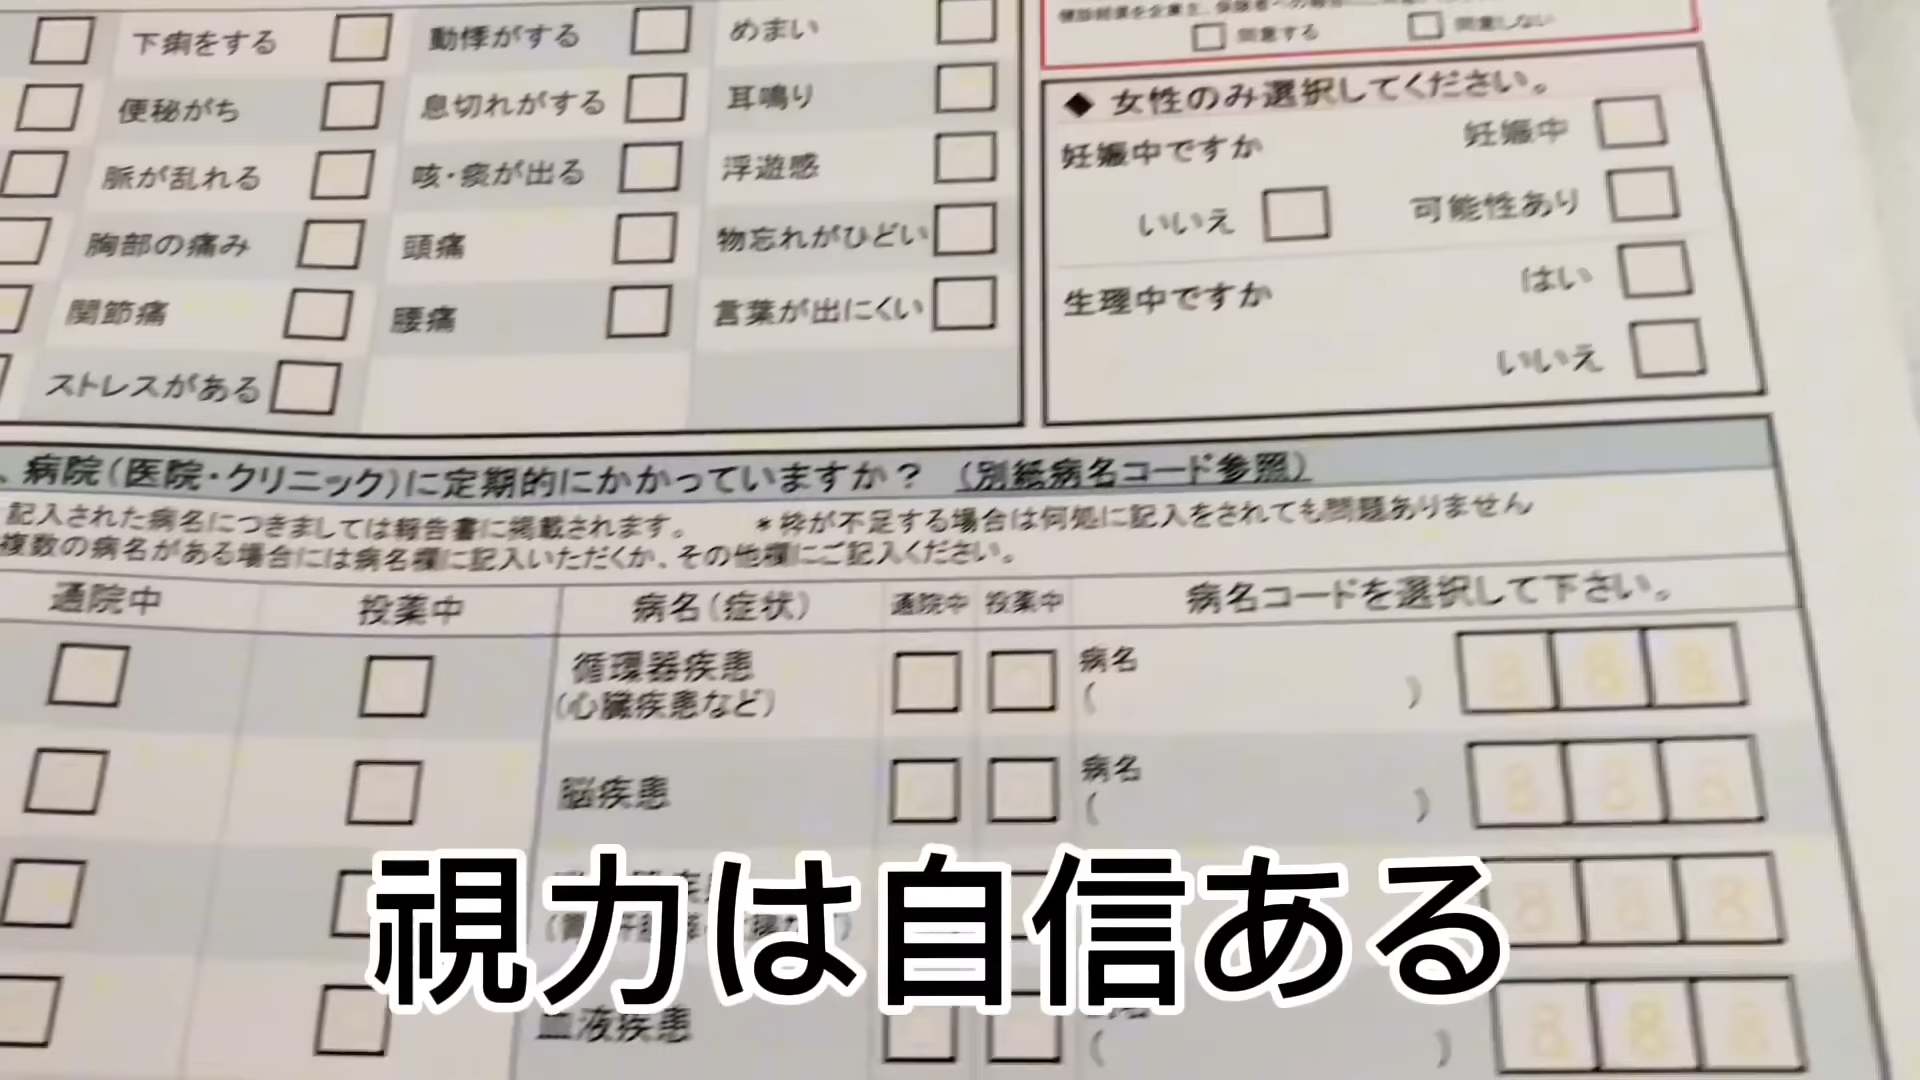 同意する 同意しない
下痢をする 動悸がする めまい
便秘がち 息切れがする 耳鳴り
脈が乱れる 咳・痰が出る 浮遊感
胸部の痛み 頭痛 物忘れがひどい
関節痛 腰痛 言葉が出にくい
ストレスがある
◆ 女性のみ選択してください。
妊娠中ですか 妊娠中
いいえ 可能性あり
生理中ですか はい
いいえ
、病院(医院・クリニック)に定期的にかかっていますか? (別紙病名コード参照)
記入された病名につきましては報告書に掲載されます。 *枠が不足する場合は何処に記入をされても問題ありません
複数の病名がある場合には病名欄に記入いただくか、その他欄にご記入ください。
通院中 投薬中 病名(症状) 通院中 投薬中 病名コードを選択して下さい。
循環器疾患 病名
(心臓疾患など) ( )
脳疾患 病名
( )
視力は自信ある
血液疾患
( )